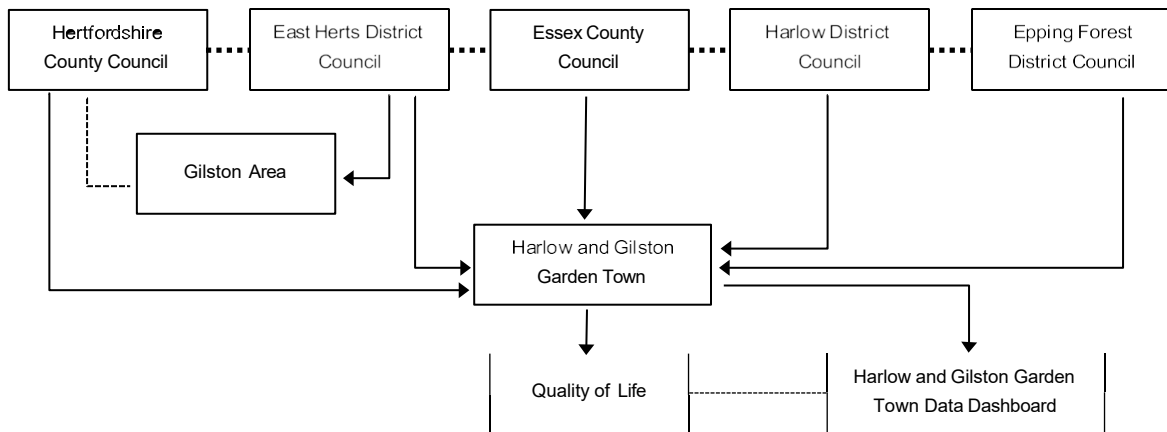 Hertfordshire
County Council
East Herts District
Council
Essex County
Council
Harlow District
Council
Epping Forest
District Council
Gilston Area
Harlow and Gilston
Garden Town
Quality of Life
Harlow and Gilston Garden
Town Data Dashboard